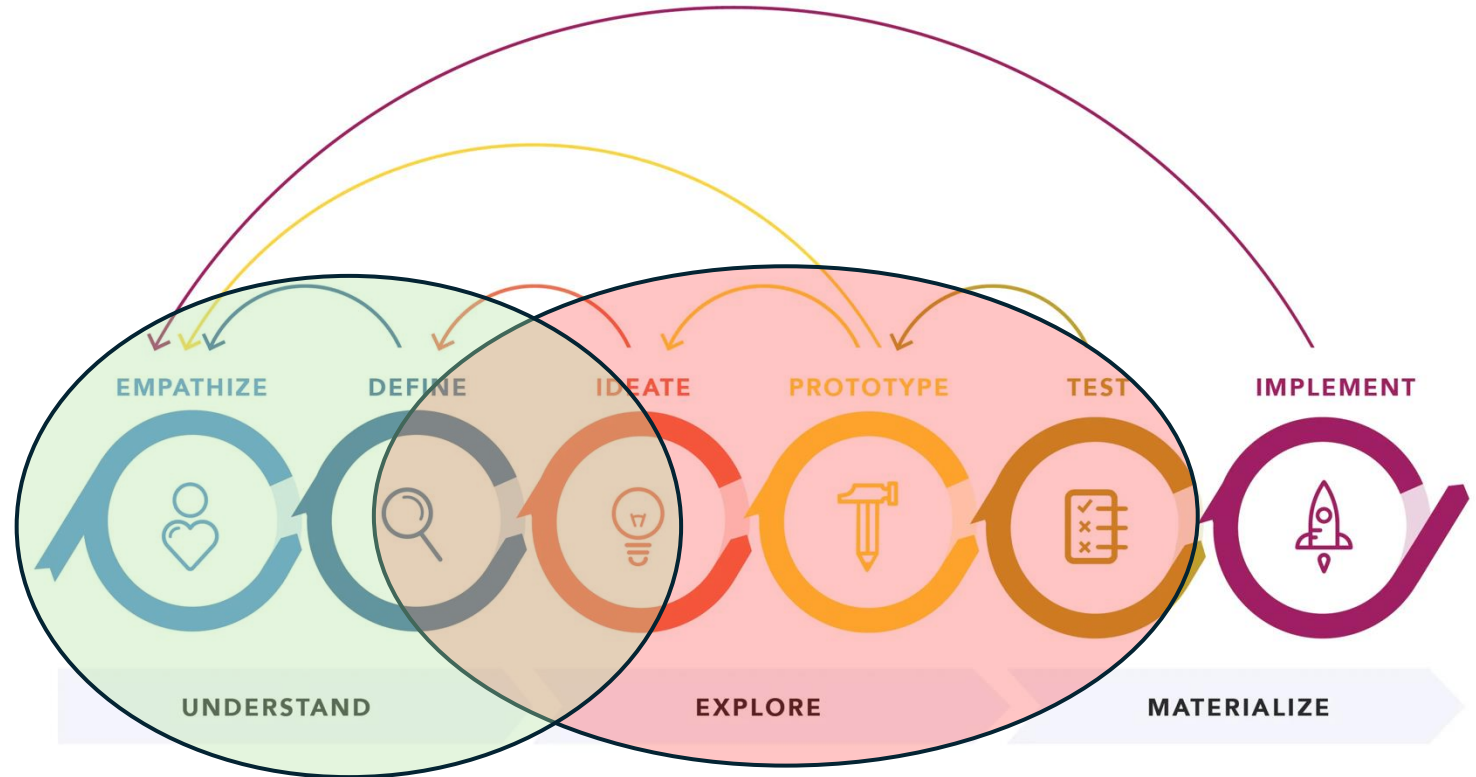 EMPATHIZE
DEFINE
IDEATE
PROTOTYPE
TEST
IMPLEMENT
UNDERSTAND
EXPLORE
MATERIALIZE